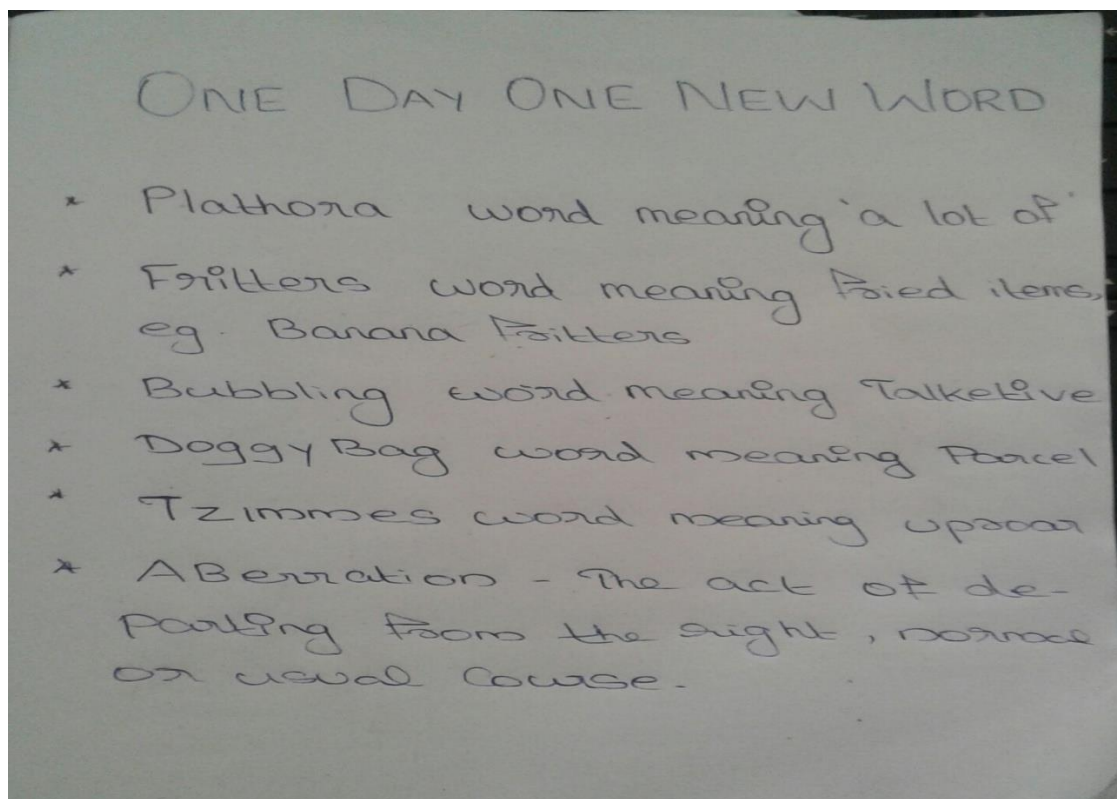 ONE DAY ONE NEW WORD
* Plathora word meaning 'a lot of'
* Fritters word meaning fried items,
eg. Banana fritters
* Bubbling word meaning Talketive
* Doggy Bag word meaning Parcel
* Tzimmes word meaning uproar
* ABerration - The act of de-
parting from the right, normal
or usual course.